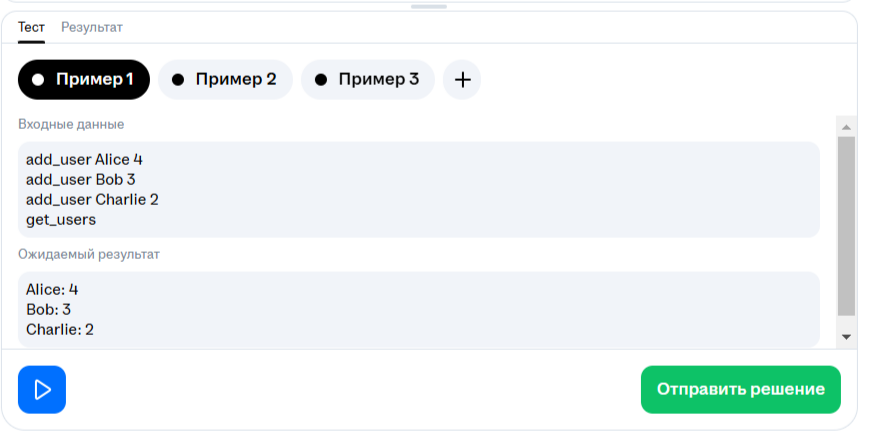 Тест Результат
Пример 1 Пример 2 Пример 3 +
Входные данные
add_user Alice 4
add_user Bob 3
add_user Charlie 2
get_users
Ожидаемый результат
Alice: 4
Bob: 3
Charlie: 2
Отправить решение